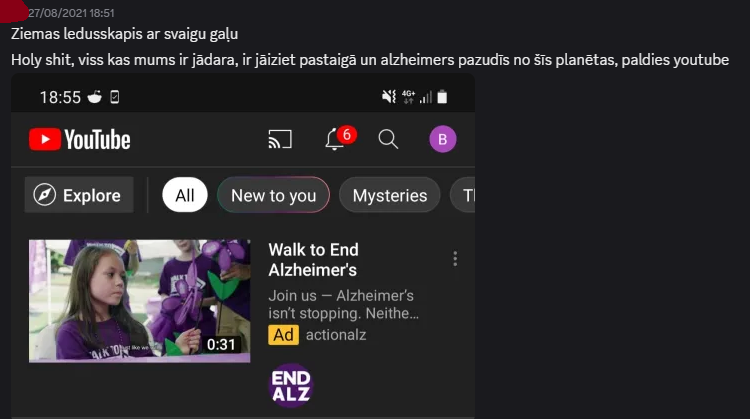 27/08/2021 18:51
Ziemas ledusskapis ar svaigu gaļu
Holy shit, viss kas mums ir jādara, ir jāiziet pastaigā un alzheimers pazudīs no šīs planētas, paldies youtube
18:55
4G+
YouTube
6
B
Explore
All
New to you
Mysteries
Walk to End
Alzheimer's
Join us — Alzheimer's
isn't stopping. Neithe...
Ad actionalz
0:31
END
ALZ